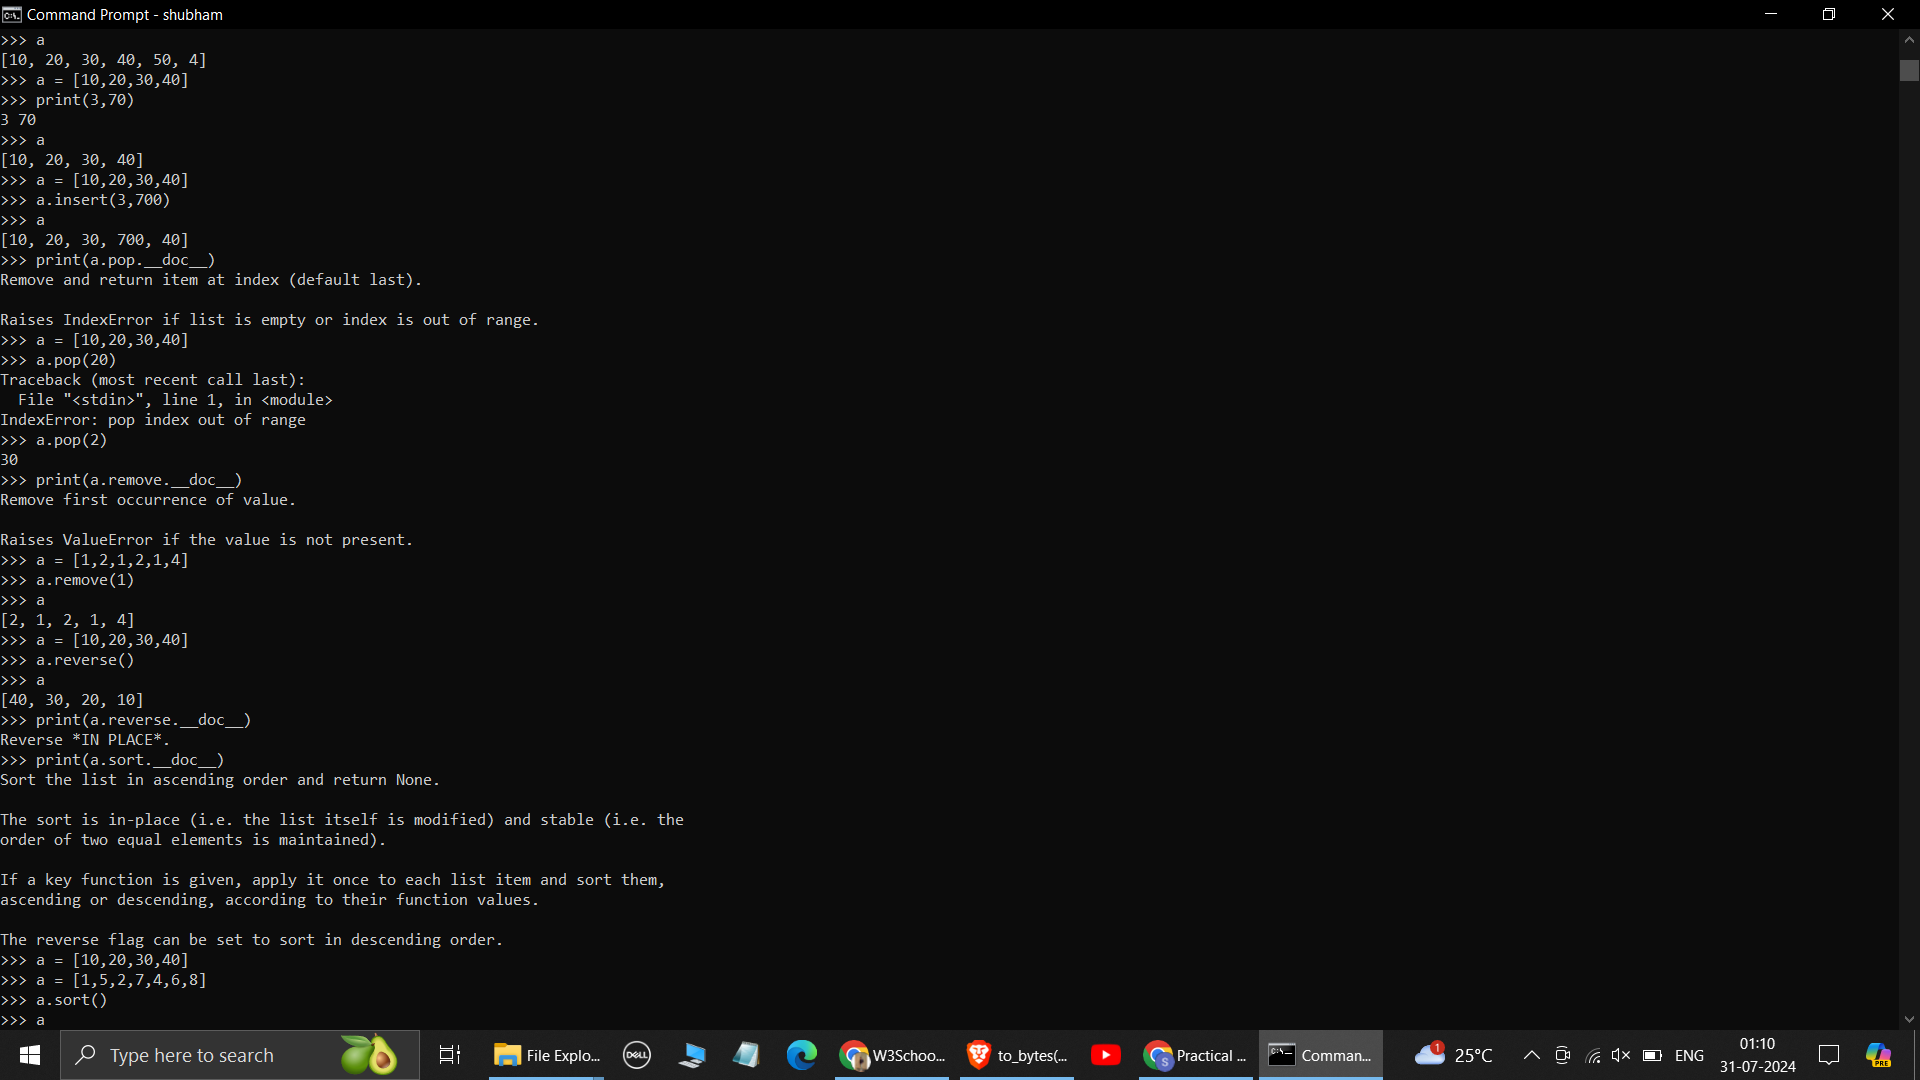 Command Prompt - shubham
>>> a
[10, 20, 30, 40, 50, 4]
>>> a = [10,20,30,40]
>>> print(3,70)
3 70
>>> a
[10, 20, 30, 40]
>>> a = [10,20,30,40]
>>> a.insert(3,700)
>>> a
[10, 20, 30, 700, 40]
>>> print(a.pop.__doc__)
Remove and return item at index (default last).

Raises IndexError if list is empty or index is out of range.
>>> a = [10,20,30,40]
>>> a.pop(20)
Traceback (most recent call last):
  File "<stdin>", line 1, in <module>
IndexError: pop index out of range
>>> a.pop(2)
30
>>> print(a.remove.__doc__)
Remove first occurrence of value.

Raises ValueError if the value is not present.
>>> a = [1,2,1,2,1,4]
>>> a.remove(1)
>>> a
[2, 1, 2, 1, 4]
>>> a = [10,20,30,40]
>>> a.reverse()
>>> a
[40, 30, 20, 10]
>>> print(a.reverse.__doc__)
Reverse *IN PLACE*.
>>> print(a.sort.__doc__)
Sort the list in ascending order and return None.

The sort is in-place (i.e. the list itself is modified) and stable (i.e. the
order of two equal elements is maintained).

If a key function is given, apply it once to each list item and sort them,
ascending or descending, according to their function values.

The reverse flag can be set to sort in descending order.
>>> a = [10,20,30,40]
>>> a = [1,5,2,7,4,6,8]
>>> a.sort()
>>> a
Type here to search
DELL
File Explo...
W3Schoo...
to_bytes(...
S
Practical ...
Comman...
1
25°C
ENG
01:10
31-07-2024
PRE